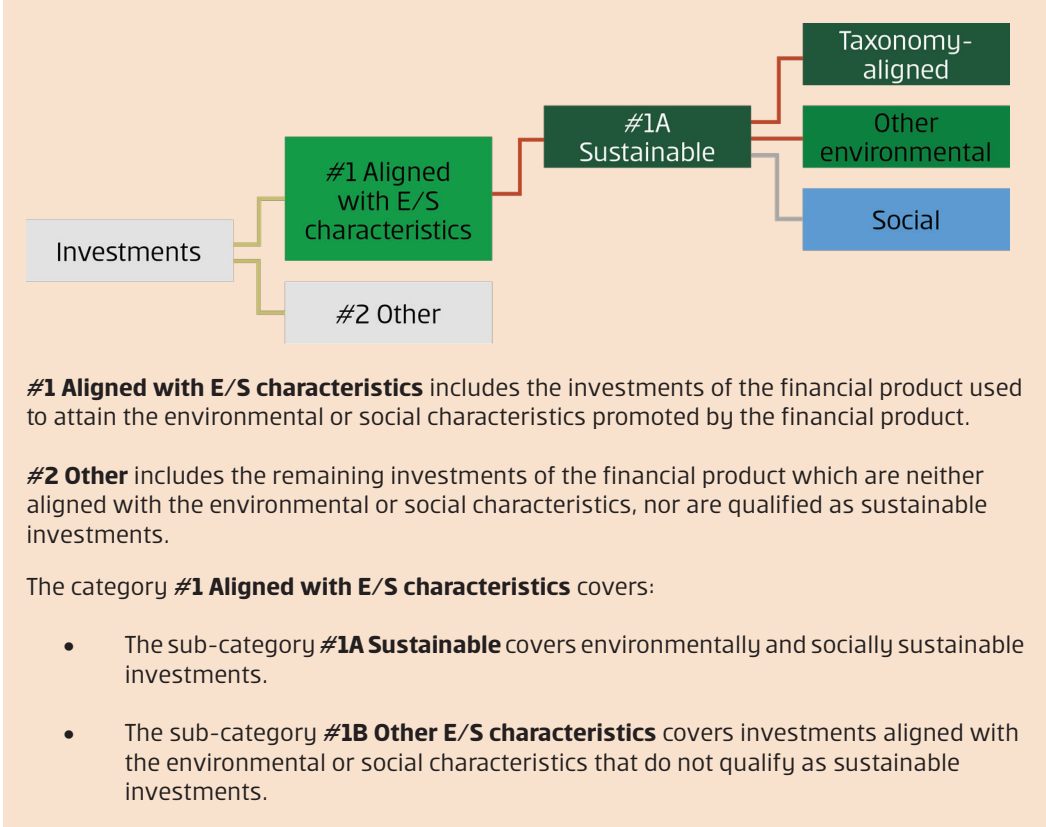 Taxonomy-
aligned
#1A
Sustainable
Other
environmental
#1 Aligned
with E/S
characteristics
Social
Investments
#2 Other
#1 Aligned with E/S characteristics includes the investments of the financial product used
to attain the environmental or social characteristics promoted by the financial product.
#2 Other includes the remaining investments of the financial product which are neither
aligned with the environmental or social characteristics, nor are qualified as sustainable
investments.
The category #1 Aligned with E/S characteristics covers:
• The sub-category #1A Sustainable covers environmentally and socially sustainable
investments.
• The sub-category #1B Other E/S characteristics covers investments aligned with
the environmental or social characteristics that do not qualify as sustainable
investments.